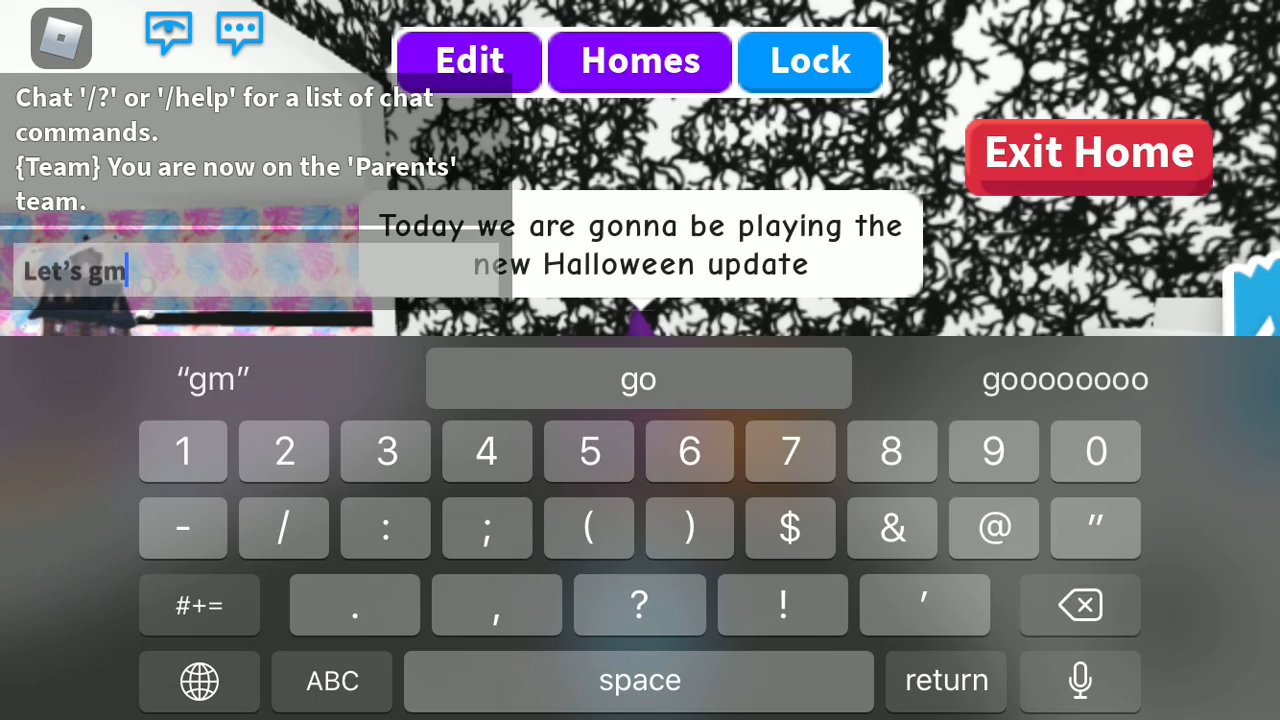 Edit Homes Lock
Chat '/?' or '/help' for a list of chat
commands.
{Team} You are now on the 'Parents'
team.
Exit Home
Today we are gonna be playing the
new Halloween update
Let’s gm
“gm” go goooooooo
1 2 3 4 5 6 7 8 9 0
- / : ; ( ) $ & @ "
#+= . , ? ! ’
ABC space return